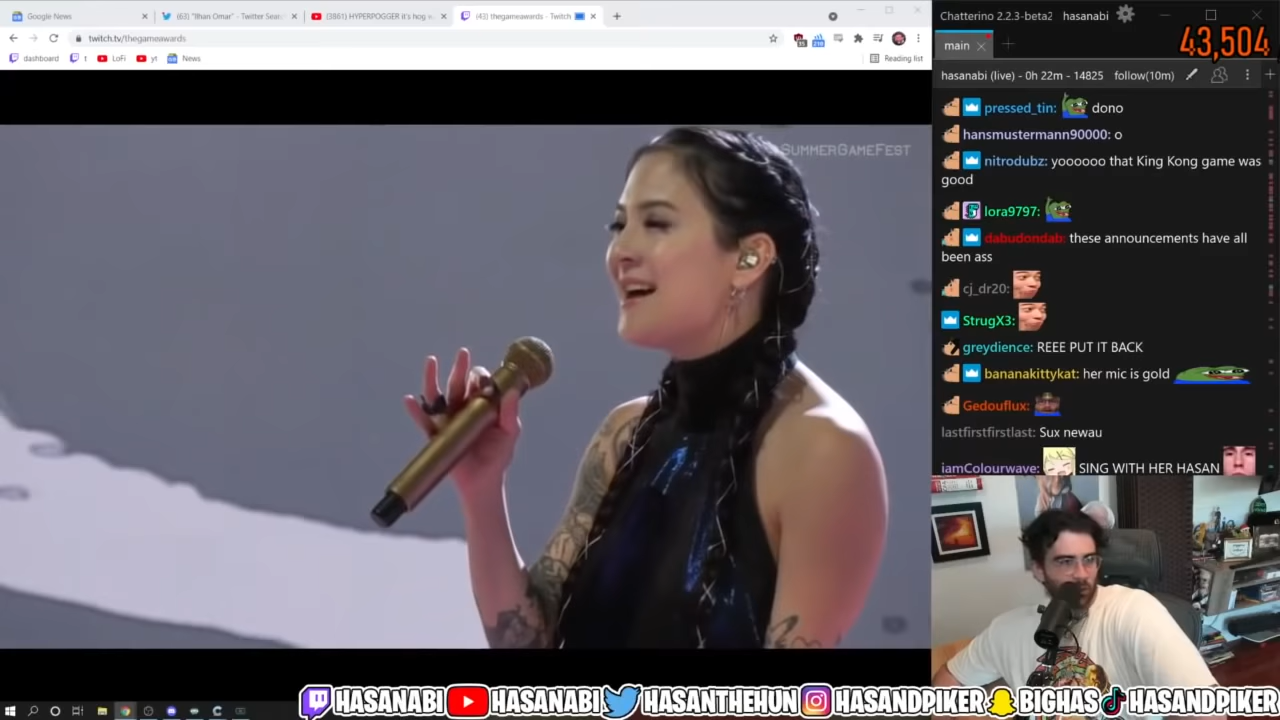 Google News
(63) "Ilhan Omar" - Twitter Sear
(3861) HYPERPOGGER it's hog w
(43) thegameawards - Twitch
twitch.tv/thegameawards
dashboard
t
LoFi
yt
News
Reading list
SUMMERGAMEFEST
Chatterino 2.2.3-beta2
hasanabi
43,504
main
hasanabi (live) - 0h 22m - 14825 follow(10m)
pressed_tin: dono
hansmustermann90000: o
nitrodubz: yoooooo that King Kong game was
good
lora9797:
dabudondab: these announcements have all
been ass
cj_dr20:
StrugX3:
greydience: REEE PUT IT BACK
bananakittykat: her mic is gold
Gedouflux:
lastfirstfirstlast: Sux newau
iamColourwave: SING WITH HER HASAN
HASANABI HASANABI HASANTHEHUN HASANDPIKER BIGHAS HASANDPIKER